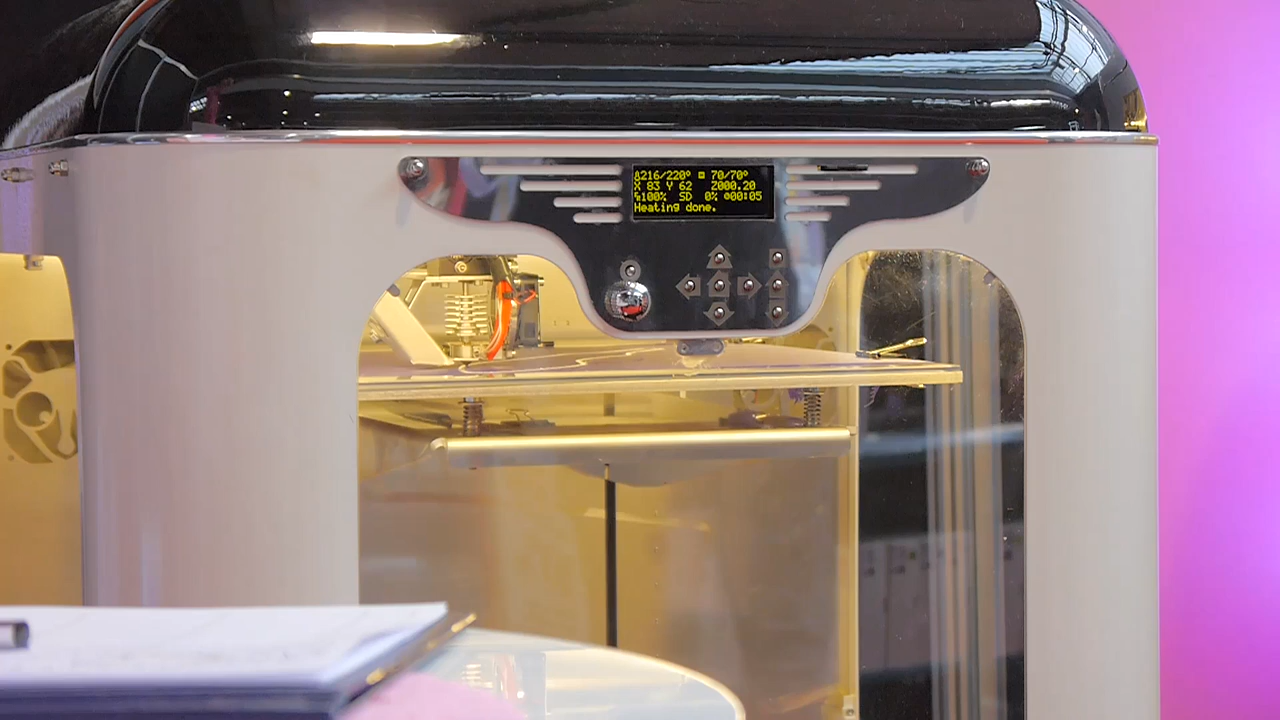 216/220° 70/70°
X 83 Y 62 Z000.20
100% SD 0% 00:05
Heating done.